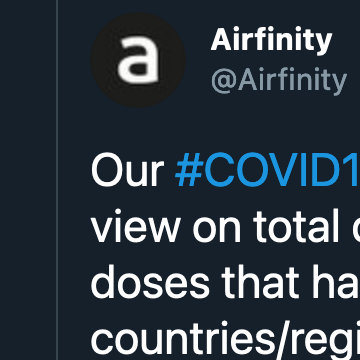 a
Airfinity
@Airfinity
Our #COVID1
view on total
doses that ha
countries/regi